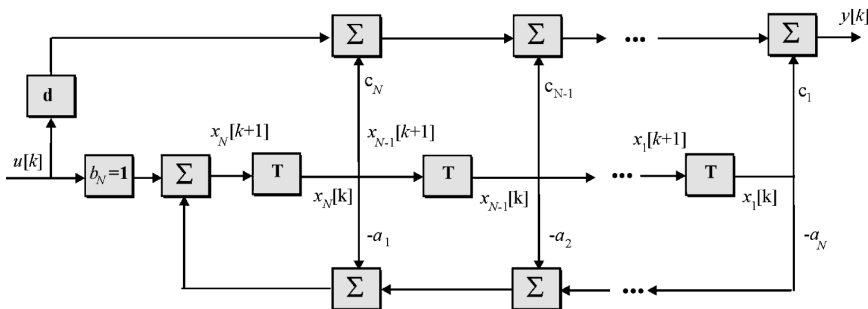 y[k]
Σ Σ ... Σ
c_N c_{N-1} c_1
d
x_N[k+1] x_{N-1}[k+1] x_1[k+1]
u[k] b_N=1 Σ T T ... T
x_N[k] x_{N-1}[k] x_1[k]
-a_1 -a_2 -a_N
Σ Σ ...